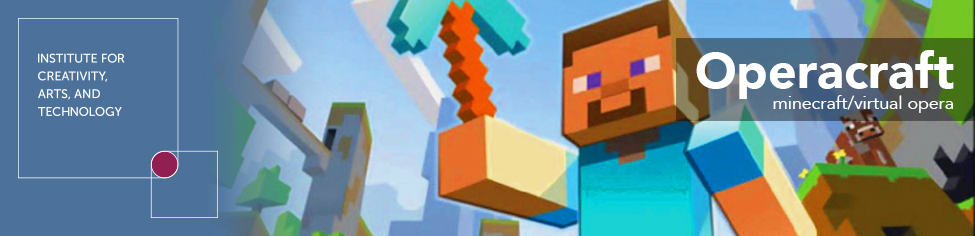 INSTITUTE FOR
CREATIVITY,
ARTS, AND
TECHNOLOGY
Operacraft
minecraft/virtual opera